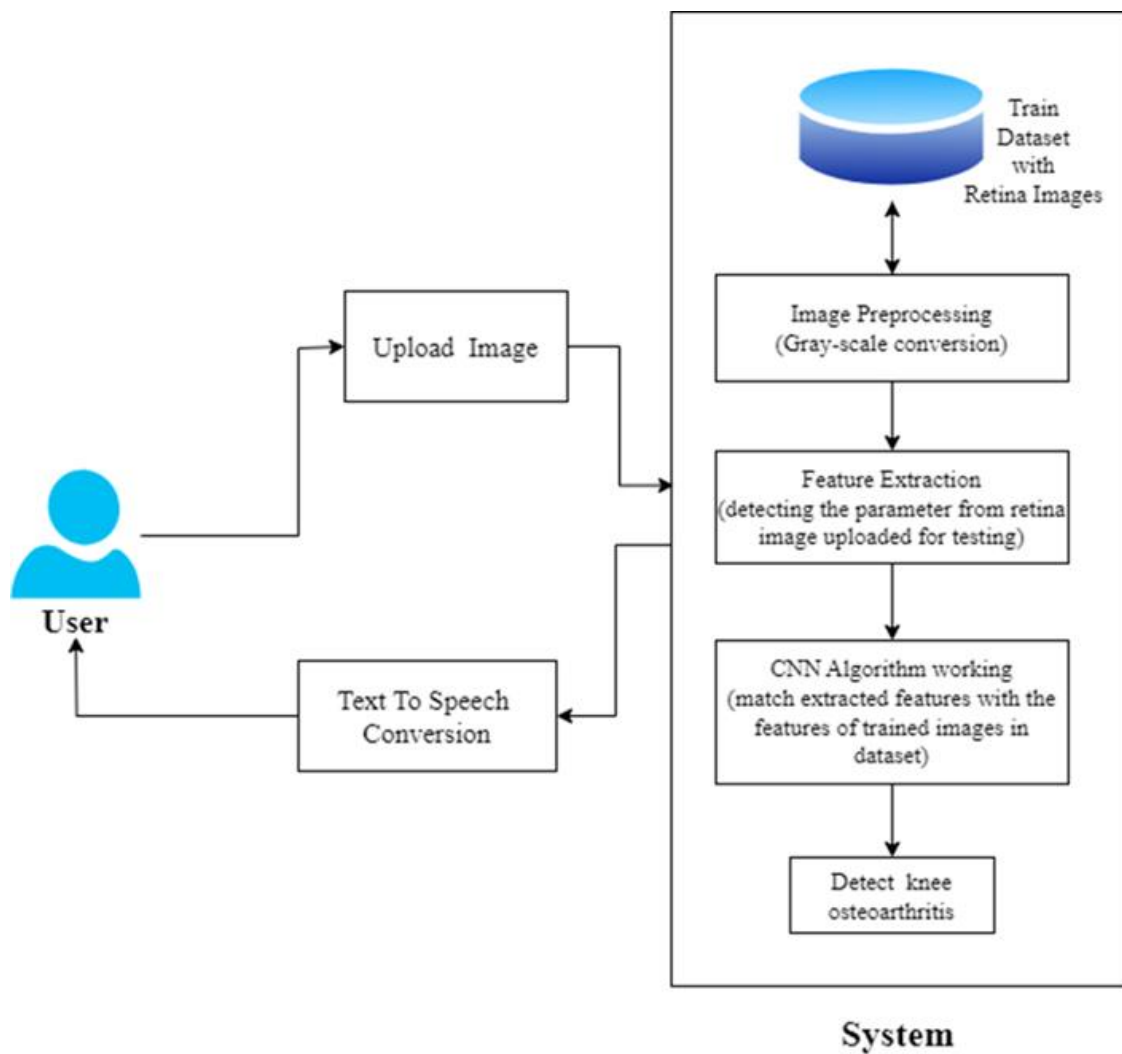 Train
Dataset
with
Retina Images
Image Preprocessing
(Gray-scale conversion)
Upload Image
Feature Extraction
(detecting the parameter from retina
image uploaded for testing)
User
CNN Algorithm working
(match extracted features with the
features of trained images in
dataset)
Text To Speech
Conversion
Detect knee
osteoarthritis
System